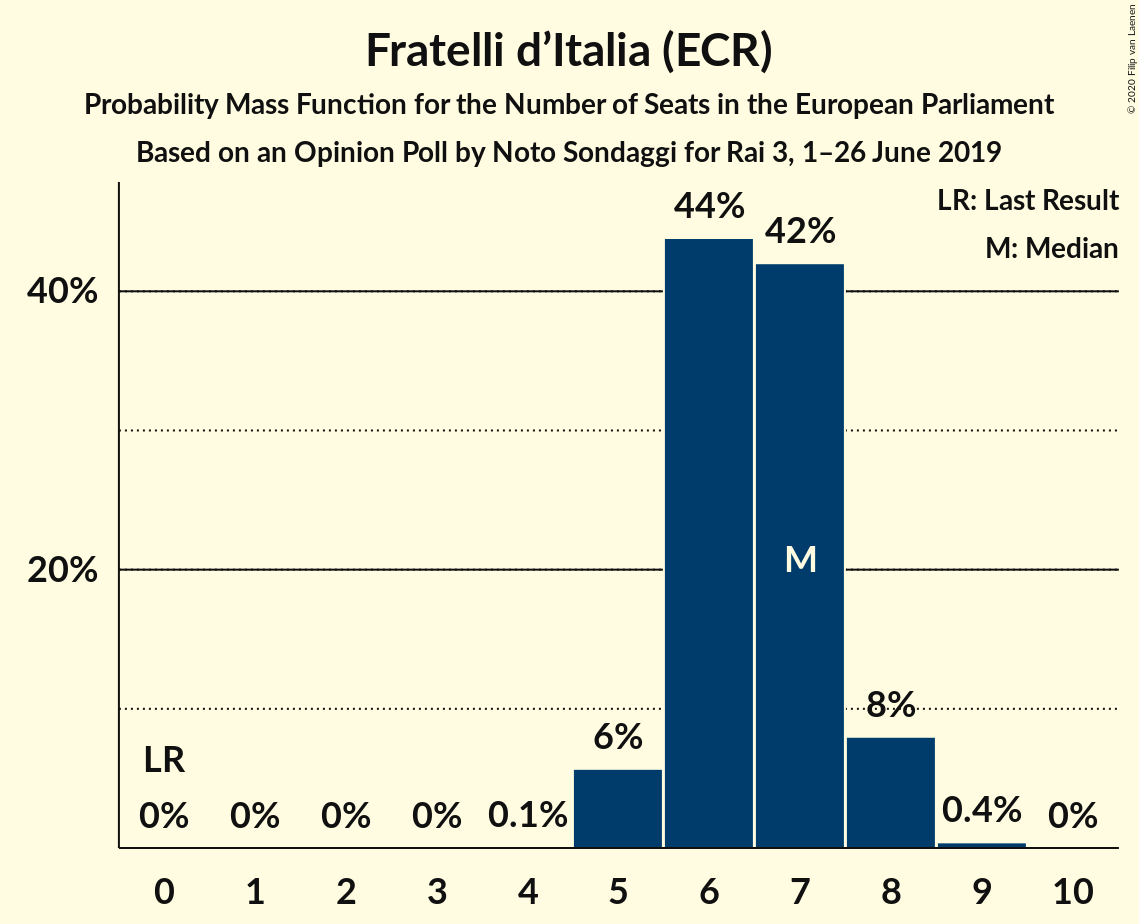 Fratelli d’Italia (ECR)
Probability Mass Function for the Number of Seats in the European Parliament
Based on an Opinion Poll by Noto Sondaggi for Rai 3, 1–26 June 2019
© 2020 Filip van Laenen
LR: Last Result
M: Median
44%
42%
40%
20%
M
8%
6%
LR
0% 0% 0% 0% 0.1% 0.4% 0%
0 1 2 3 4 5 6 7 8 9 10